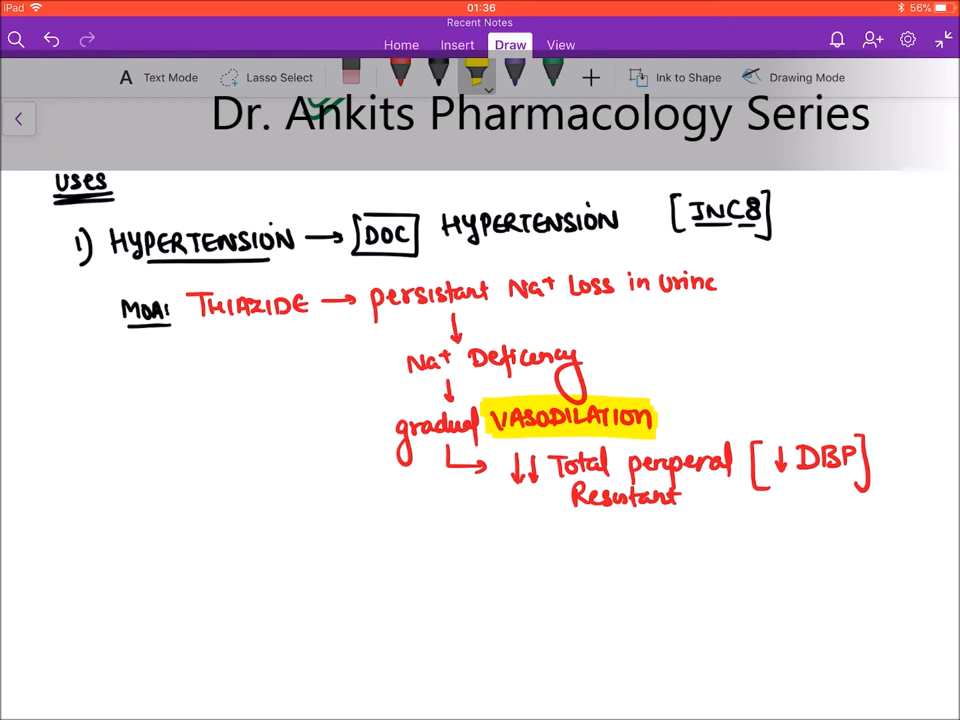 iPad 01:36 56%
Recent Notes
Home Insert Draw View
Text Mode Lasso Select Ink to Shape Drawing Mode
Dr. Ankits Pharmacology Series
Uses
1) HYPERTENSION → [DOC] HYPERTENSION [JNC8]
MOA: THIAZIDE → persistant Na+ Loss in Urine
↓
Na+ Deficency
↓
gradual VASODILATION
↓↓ Total periperal [↓ DBP]
Resistant